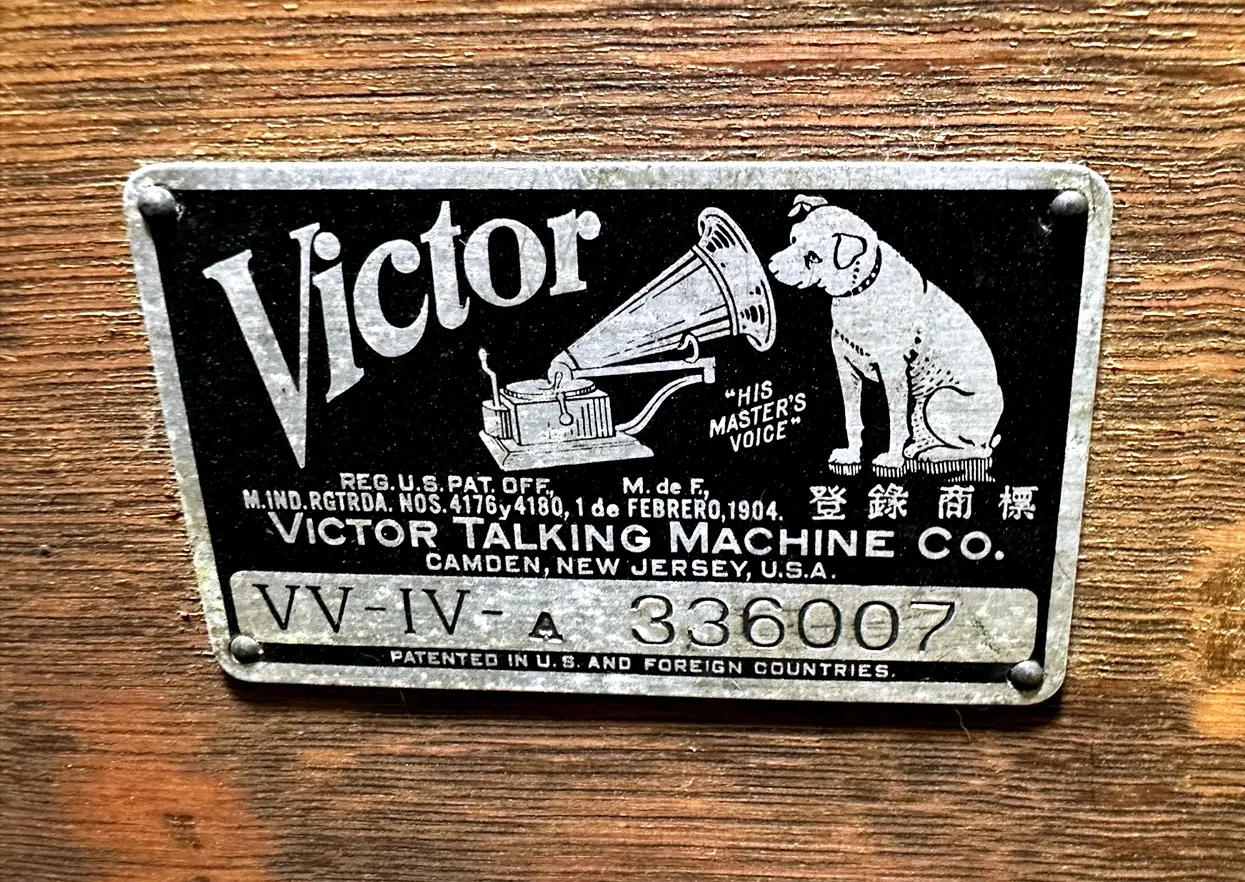 Victor
"HIS
MASTER'S
VOICE"
REG. U.S. PAT. OFF., M. de F.,
M.IND.RGTRDA. NOS. 4176 y 4180, 1 de FEBRERO, 1904.
登錄商標
VICTOR TALKING MACHINE CO.
CAMDEN, NEW JERSEY, U.S.A.
VV-IV-A 336007
PATENTED IN U.S. AND FOREIGN COUNTRIES.